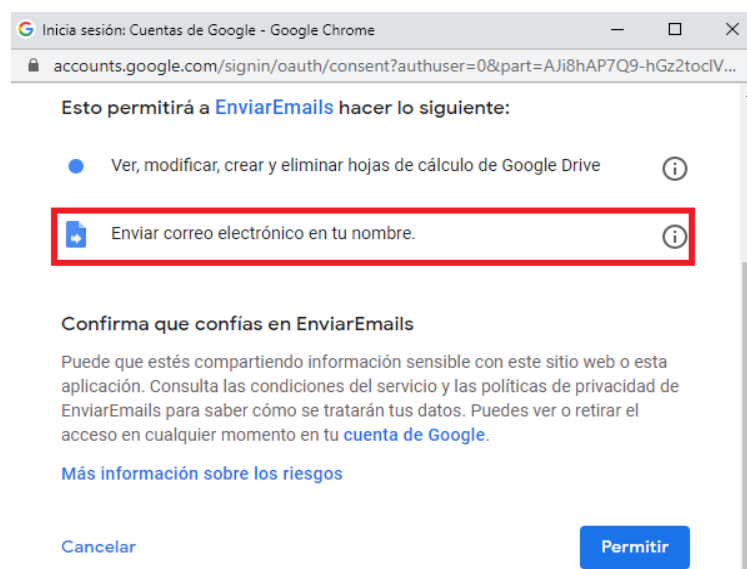 Inicia sesión: Cuentas de Google - Google Chrome
accounts.google.com/signin/oauth/consent?authuser=0&part=AJi8hAP7Q9-hGz2toclV...
Esto permitirá a EnviarEmails hacer lo siguiente:
Ver, modificar, crear y eliminar hojas de cálculo de Google Drive
Enviar correo electrónico en tu nombre.
Confirma que confías en EnviarEmails
Puede que estés compartiendo información sensible con este sitio web o esta
aplicación. Consulta las condiciones del servicio y las políticas de privacidad de
EnviarEmails para saber cómo se tratarán tus datos. Puedes ver o retirar el
acceso en cualquier momento en tu cuenta de Google.
Más información sobre los riesgos
Cancelar
Permitir